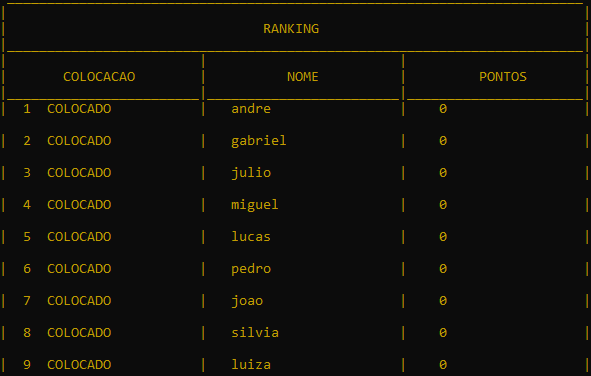 RANKING
COLOCACAO NOME PONTOS
1 COLOCADO andre 0
2 COLOCADO gabriel 0
3 COLOCADO julio 0
4 COLOCADO miguel 0
5 COLOCADO lucas 0
6 COLOCADO pedro 0
7 COLOCADO joao 0
8 COLOCADO silvia 0
9 COLOCADO luiza 0